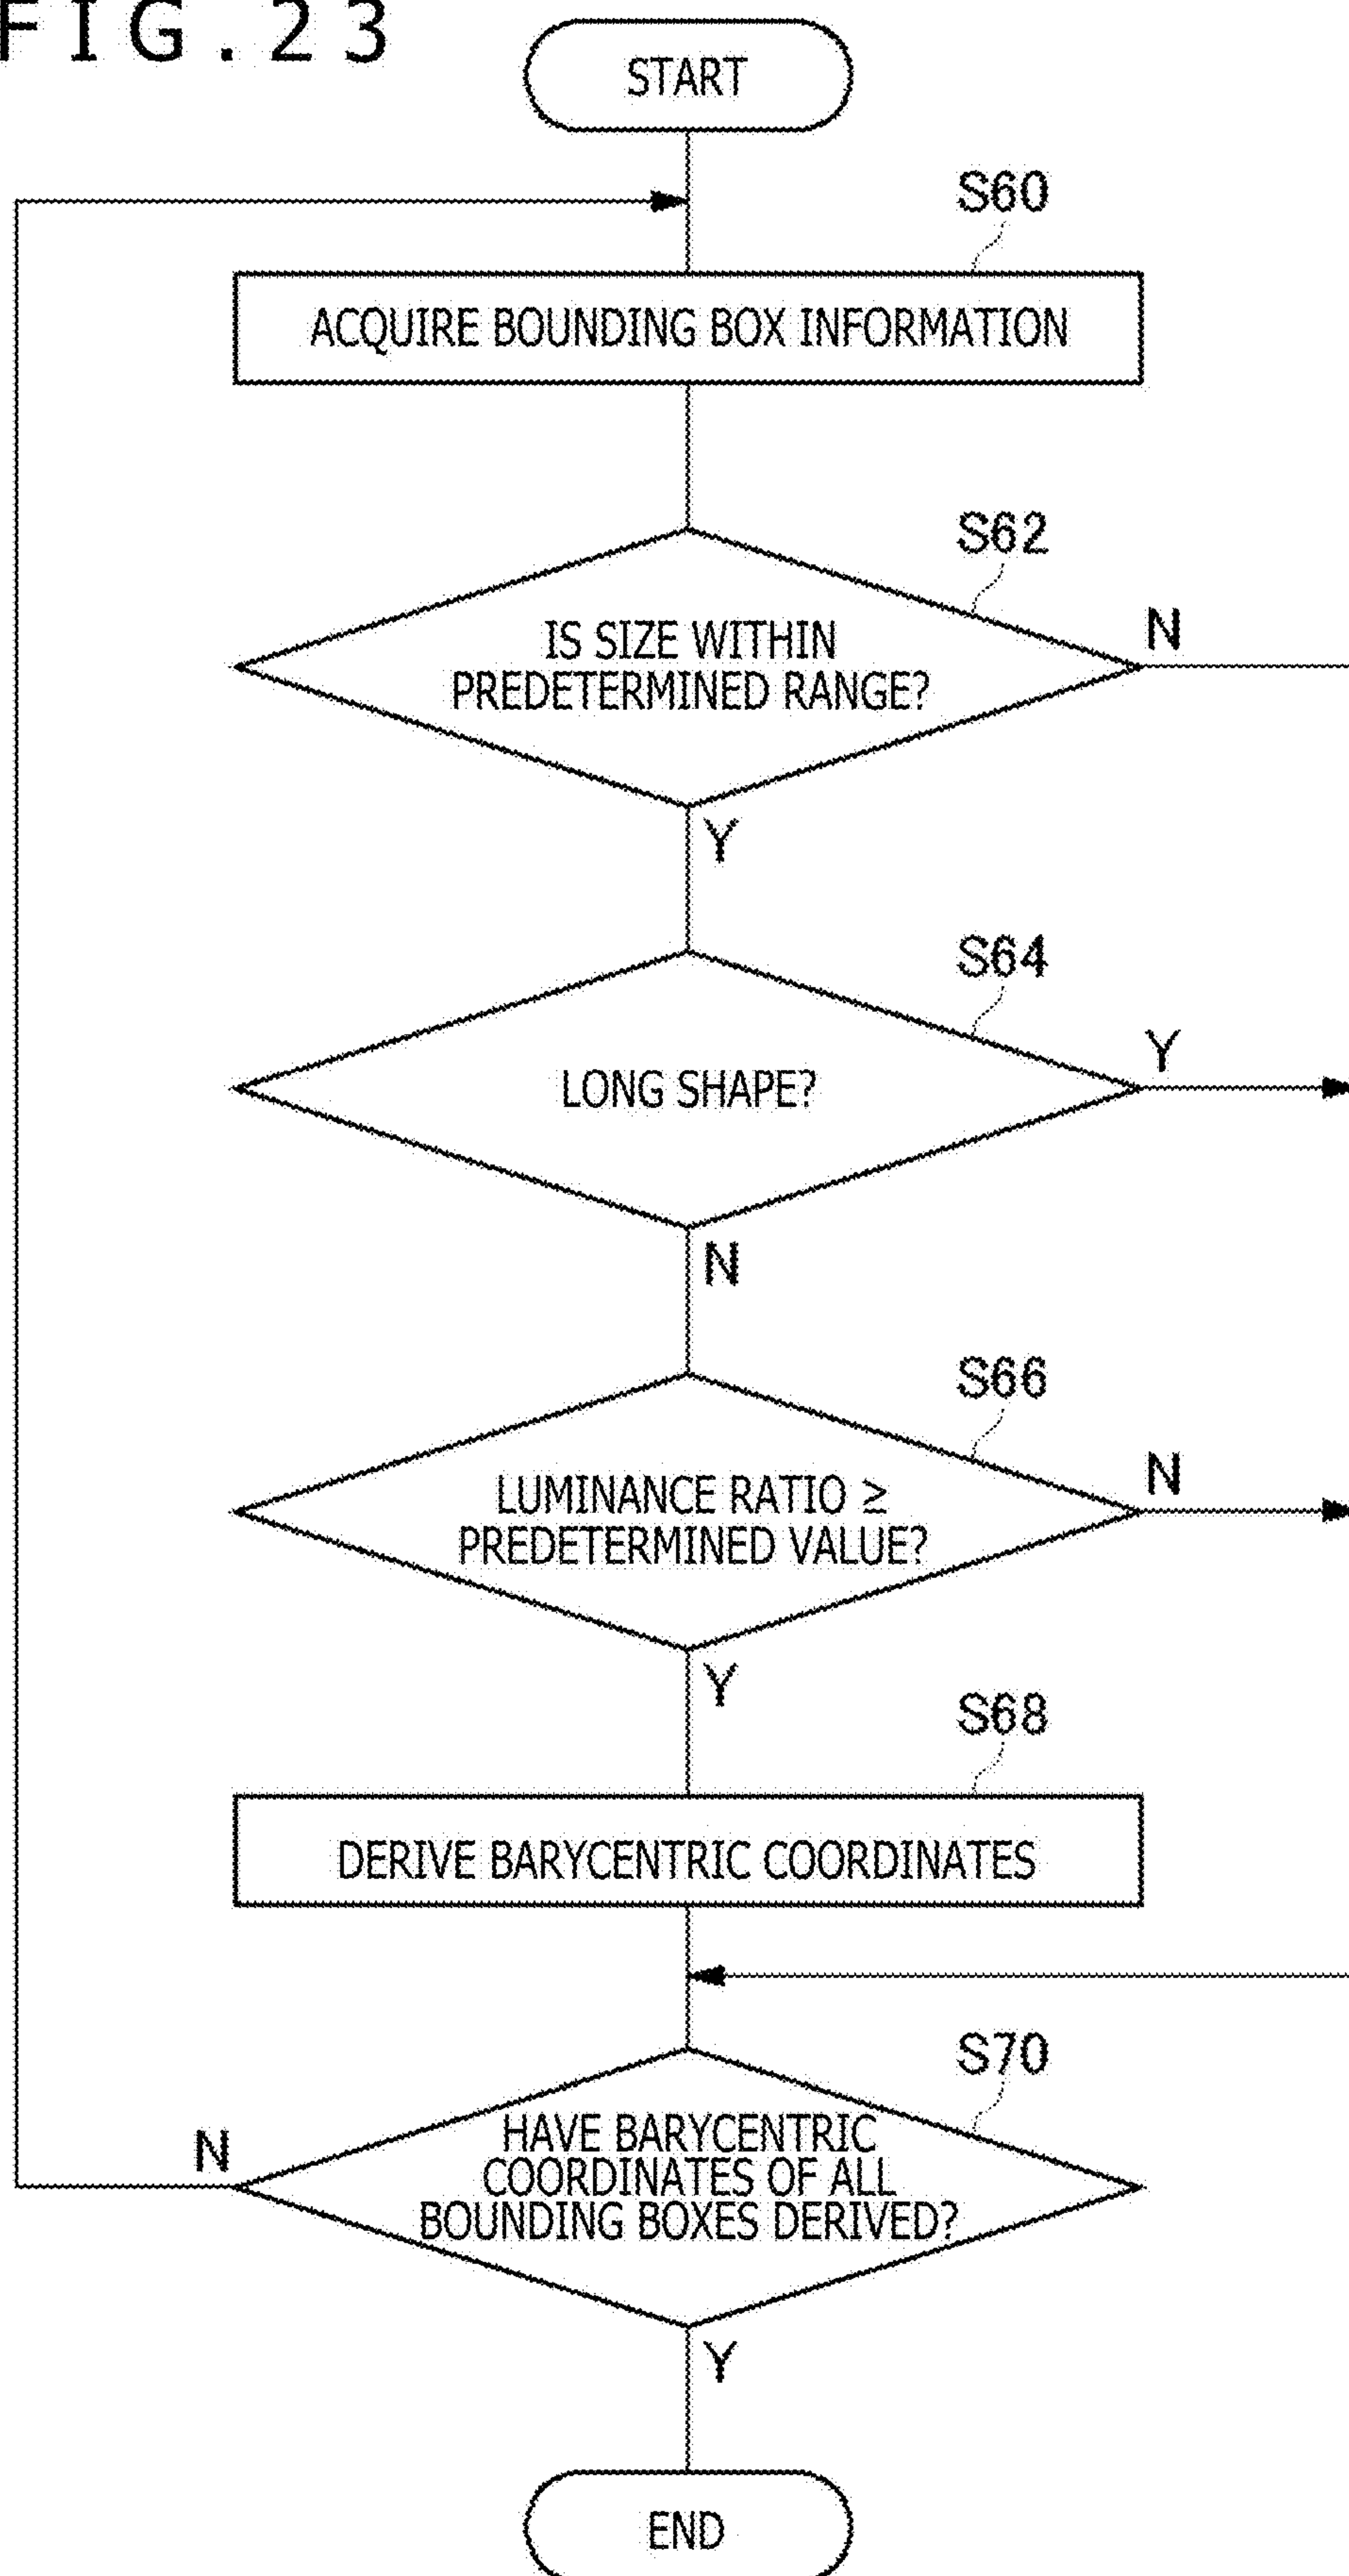 FIG.23
START
S60
ACQUIRE BOUNDING BOX INFORMATION
S62
IS SIZE WITHIN
PREDETERMINED RANGE?
N
Y
S64
LONG SHAPE?
Y
N
S66
LUMINANCE RATIO ≥
PREDETERMINED VALUE?
N
Y
S68
DERIVE BARYCENTRIC COORDINATES
S70
HAVE BARYCENTRIC
COORDINATES OF ALL
BOUNDING BOXES DERIVED?
N
Y
END